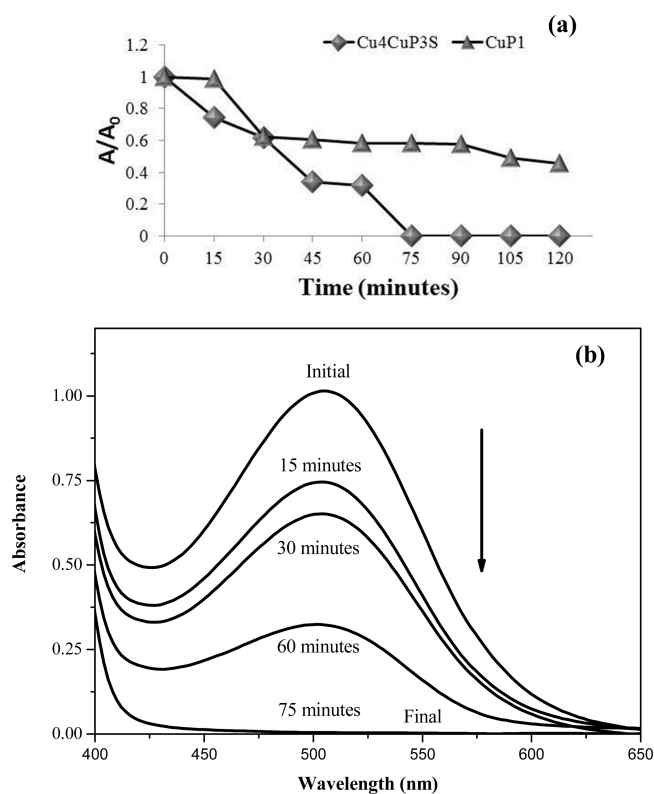 (a)
Cu4CuP3S CuP1
1.2
1
0.8
0.6
0.4
0.2
0
A/A0
0 15 30 45 60 75 90 105 120
Time (minutes)
(b)
Initial
1.00
15 minutes
0.75
30 minutes
0.50
60 minutes
0.25
75 minutes
Final
0.00
Absorbance
400 450 500 550 600 650
Wavelength (nm)